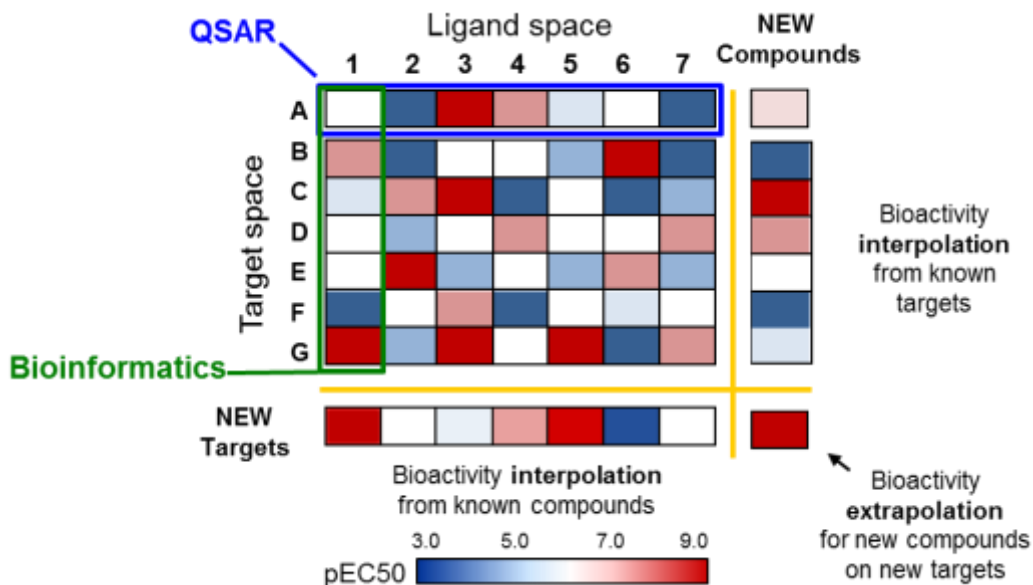 QSAR
Ligand space
NEW
Compounds
1 2 3 4 5 6 7
A
B
C
D
E
F
G
Target space
Bioinformatics
Bioactivity
interpolation
from known
targets
NEW
Targets
Bioactivity interpolation
from known compounds
Bioactivity
extrapolation
for new compounds
on new targets
3.0 5.0 7.0 9.0
pEC50